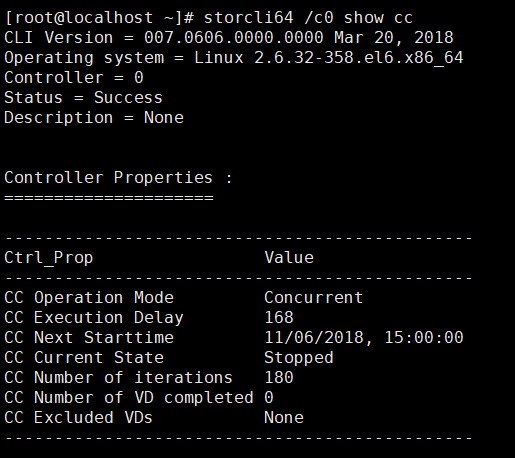 [root@localhost ~]# storcli64 /c0 show cc
CLI Version = 007.0606.0000.0000 Mar 20, 2018
Operating system = Linux 2.6.32-358.el6.x86_64
Controller = 0
Status = Success
Description = None
Controller Properties :
=====================
-----------------------------------------------
Ctrl_Prop                 Value
-----------------------------------------------
CC Operation Mode         Concurrent
CC Execution Delay        168
CC Next Starttime         11/06/2018, 15:00:00
CC Current State          Stopped
CC Number of iterations   180
CC Number of VD completed 0
CC Excluded VDs           None
-----------------------------------------------